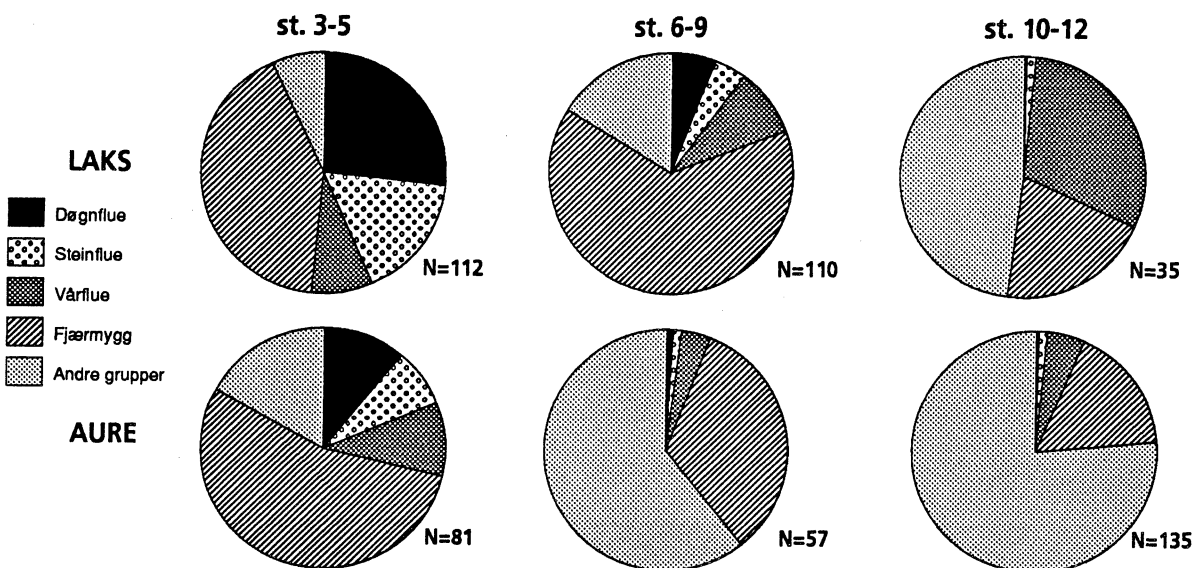 st. 3-5
st. 6-9
st. 10-12
LAKS
Døgnflue
Steinflue
Vårflue
Fjærmygg
Andre grupper
N=112
N=110
N=35
AURE
N=81
N=57
N=135